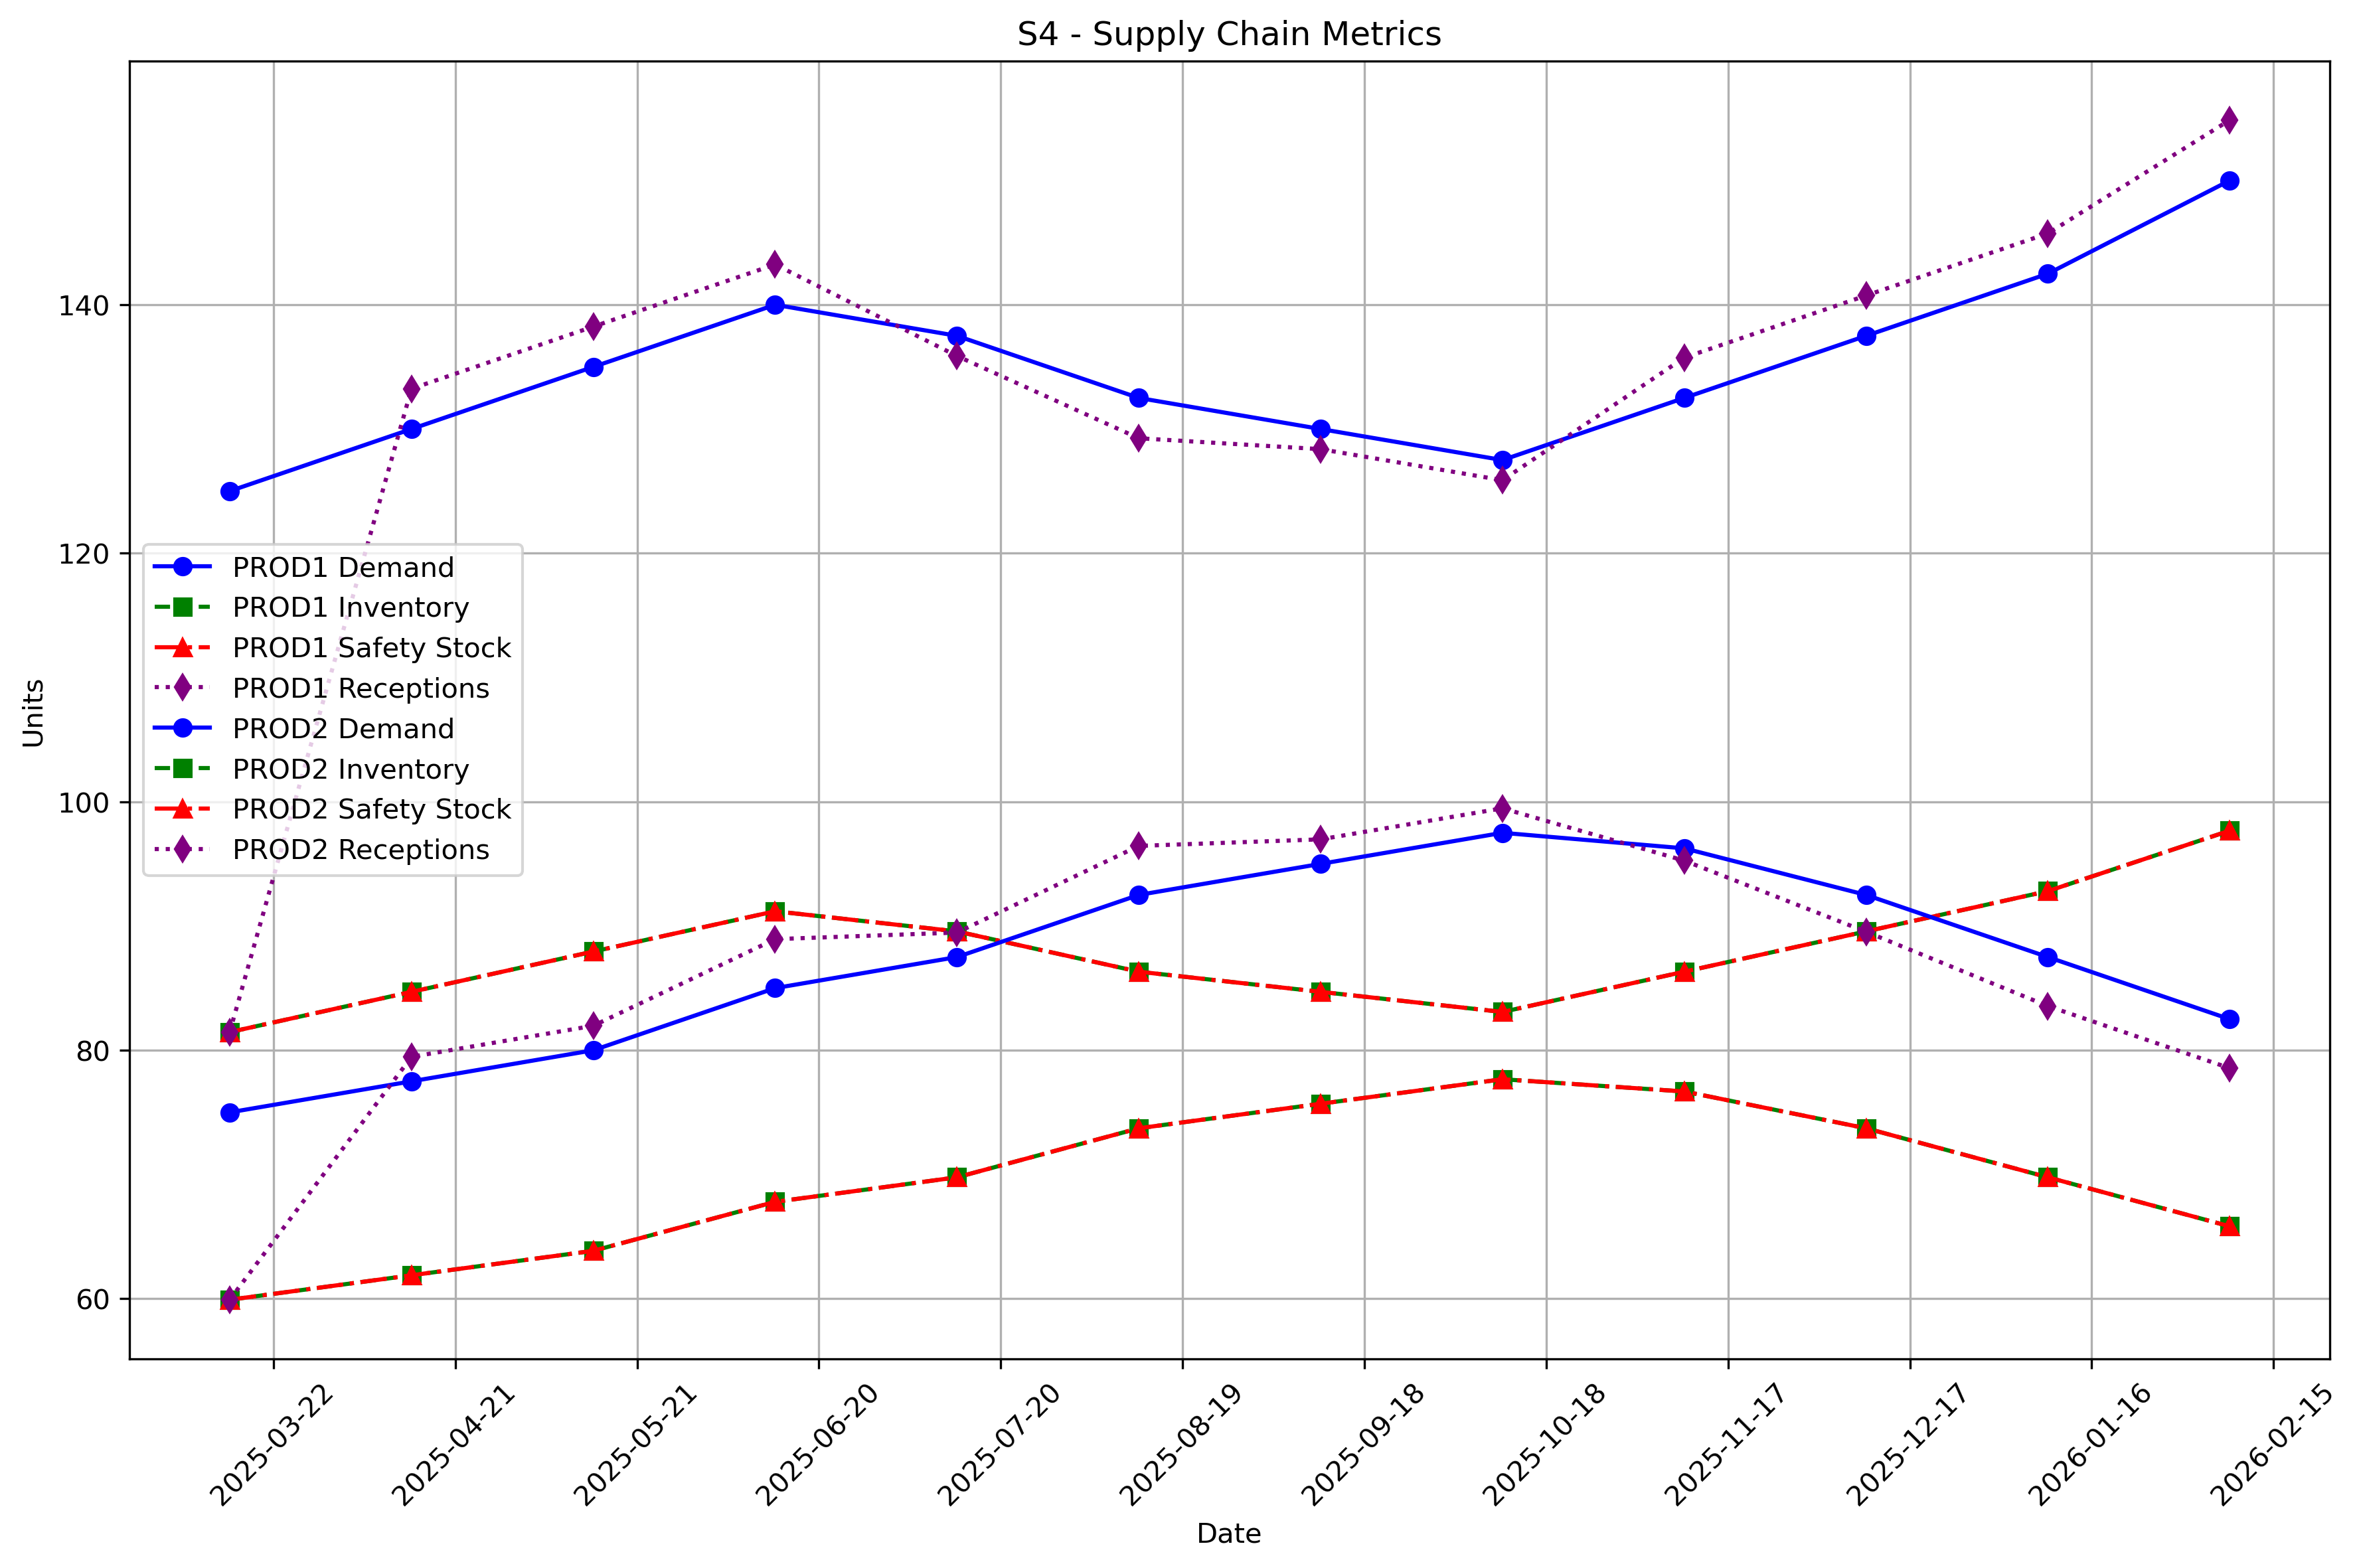 S4 - Supply Chain Metrics
Units
140
120
100
80
60
PROD1 Demand
PROD1 Inventory
PROD1 Safety Stock
PROD1 Receptions
PROD2 Demand
PROD2 Inventory
PROD2 Safety Stock
PROD2 Receptions
2025-03-22
2025-04-21
2025-05-21
2025-06-20
2025-07-20
2025-08-19
2025-09-18
2025-10-18
2025-11-17
2025-12-17
2026-01-16
2026-02-15
Date